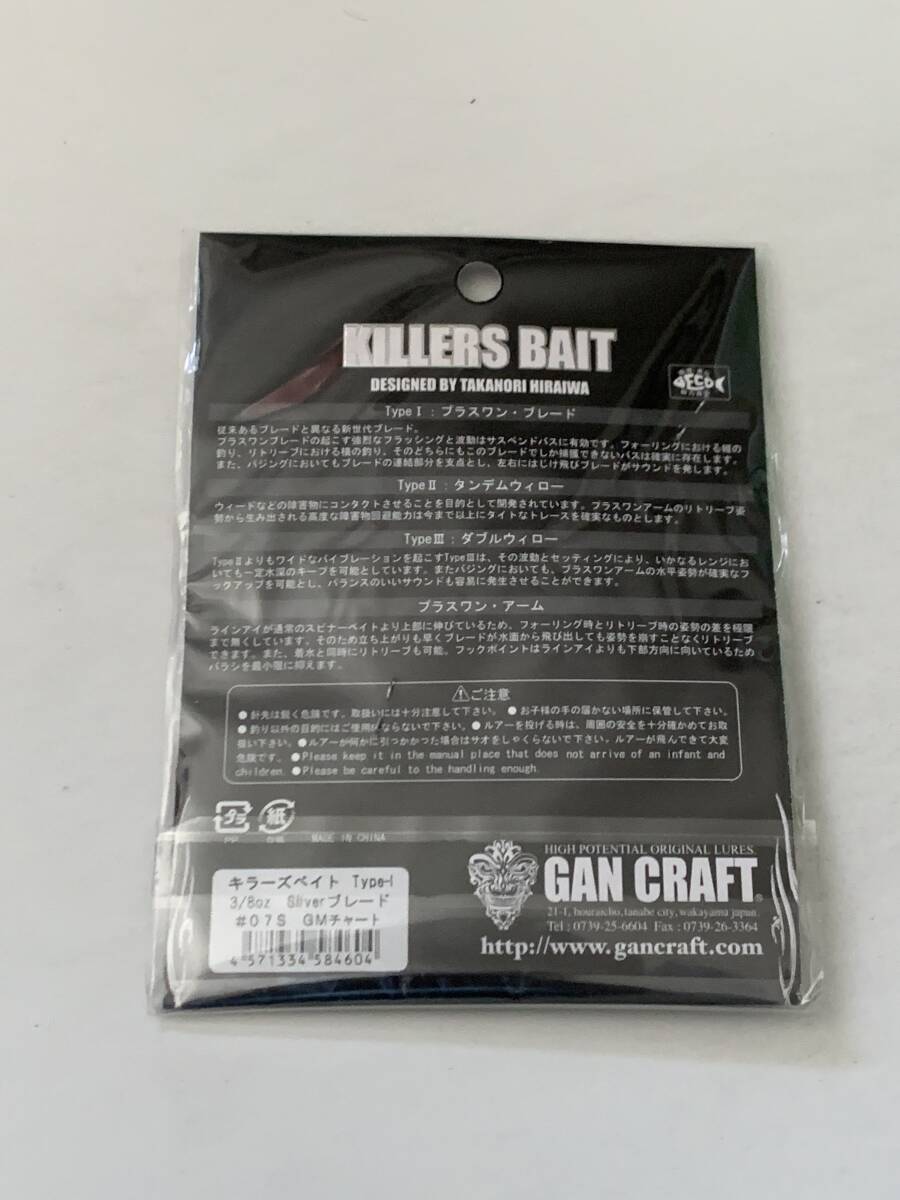 KILLERS BAIT
DESIGNED BY TAKANORI HIRAIWA
ECO
TypeⅠ：プラスワン・ブレード
従来あるブレードと異なる新世代ブレード。
プラスワンブレードの起こす強烈なフラッシングと波動はサスペンドバスに有効です。フォーリングにおける縦の
釣り、リトリーブにおける横の釣り、そのどちらにもこのブレードでしか捕獲できないバスは確実に存在します。
また、バジングにおいてもブレードの連結部分を支点とし、左右にはじけ飛びブレードがサウンドを発します。
TypeⅡ：タンデムウィロー
ウィードなどの障害物にコンタクトさせることを目的として開発されています。プラスワンアームのリトリーブ姿
勢から生み出される高度な障害物回避能力は今まで以上にタイトなトレースを確実なものとします。
TypeⅢ：ダブルウィロー
TypeⅡよりもワイドなバイブレーションを起こすTypeⅢは、その波動とセッティングにより、いかなるレンジにお
いても一定水深のキープを可能としています。またバジングにおいても、プラスワンアームの水平姿勢が確実なフ
ックアップを可能とし、バランスのいいサウンドも容易に発生させることができます。
プラスワン・アーム
ラインアイが通常のスピナーベイトより上部に伸びているため、フォーリング時とリトリーブ時の姿勢の差を極限
まで無くしています。そのため立ち上がりも早くブレードが水面から飛び出しても姿勢を崩すことなくリトリーブ
できます。また、着水と同時にリトリーブも可能。フックポイントはラインアイよりも下部方向に向いているため
バラシを最小限に抑えます。
⚠ご注意
●針先は鋭く危険です。取扱いには十分注意して下さい。 ●お子様の手の届かない場所に保管して下さい。
●釣り以外の目的にはご使用にならないで下さい。 ●ルアーを投げる時は、周囲の安全を十分確かめてお取
扱い下さい。●ルアーが何かに引っかかった場合はサオをしゃくらないで下さい。ルアーが飛んできて大変
危険です。 ●Please keep it in the manual place that does not arrive of an infant and
children. ●Please be careful to the handling enough.
プラ 紙
PP
MADE IN CHINA
キラーズベイト Type-I
3/8oz Sliverブレード
#07S GMチャート
4 571334 584604
HIGH POTENTIAL ORIGINAL LURES.
GAN CRAFT®
21-1, houraicho, tanabe city, wakayama japan.
Tel : 0739-25-6604 Fax : 0739-26-3364
http://www.gancraft.com